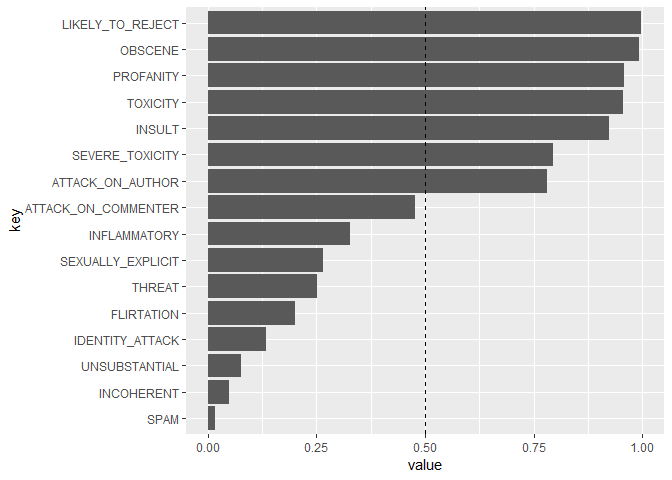 LIKELY_TO_REJECT
OBSCENE
PROFANITY
TOXICITY
INSULT
SEVERE_TOXICITY
ATTACK_ON_AUTHOR
ATTACK_ON_COMMENTER
INFLAMMATORY
SEXUALLY_EXPLICIT
THREAT
FLIRTATION
IDENTITY_ATTACK
UNSUBSTANTIAL
INCOHERENT
SPAM
key
0.00 0.25 0.50 0.75 1.00
value